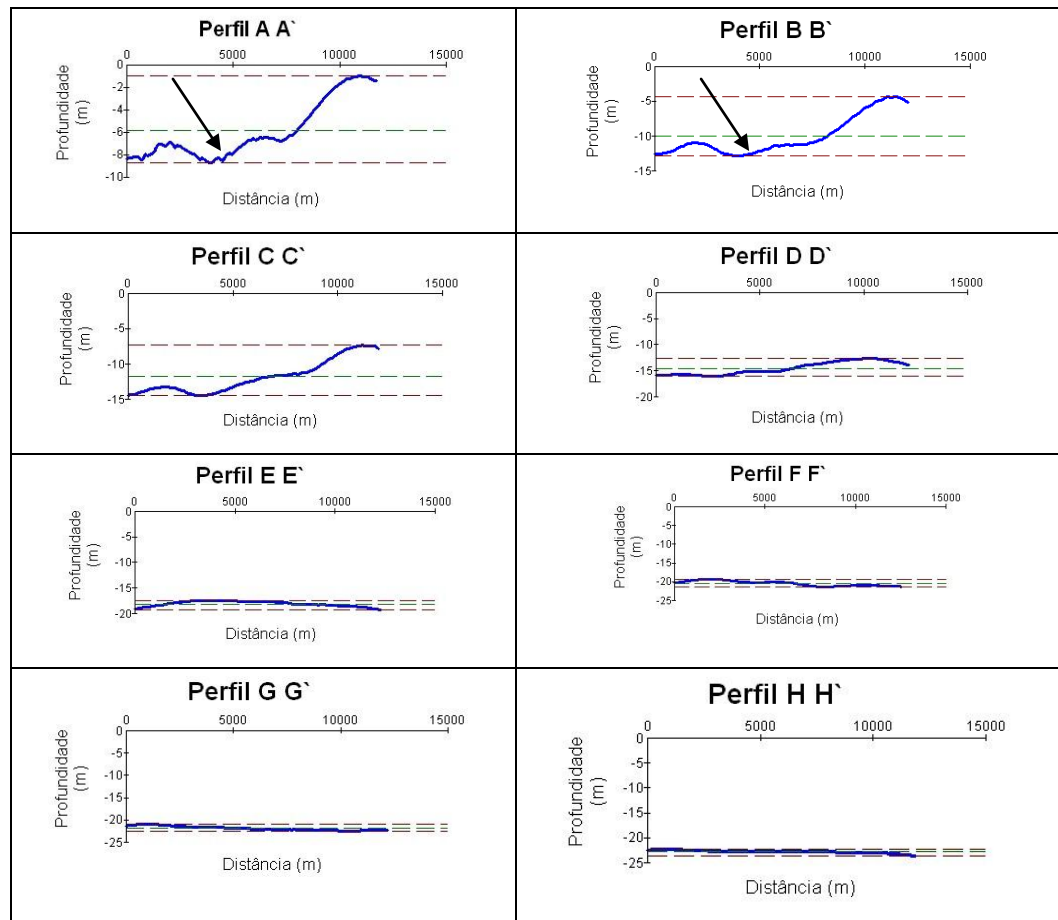 Perfil A A`
0 5000 10000 15000
0
-2
-4
-6
-8
-10
Profundidade
(m)
Distância (m)
Perfil B B`
0 5000 10000 15000
0
-5
-10
-15
Profundidade
(m)
Distância (m)
Perfil C C`
0 5000 10000 15000
0
-5
-10
-15
Profundidade
(m)
Distância (m)
Perfil D D`
0 5000 10000 15000
0
-5
-10
-15
-20
Profundidade
(m)
Distância (m)
Perfil E E`
0 5000 10000 15000
0
-5
-10
-15
-20
Profundidade
(m)
Distância (m)
Perfil F F`
0 5000 10000 15000
0
-5
-10
-15
-20
-25
Profundidade
(m)
Distância (m)
Perfil G G`
0 5000 10000 15000
0
-5
-10
-15
-20
-25
Profundidade
(m)
Distância (m)
Perfil H H`
0 5000 10000 15000
0
-5
-10
-15
-20
-25
Profundidade
(m)
Distância (m)